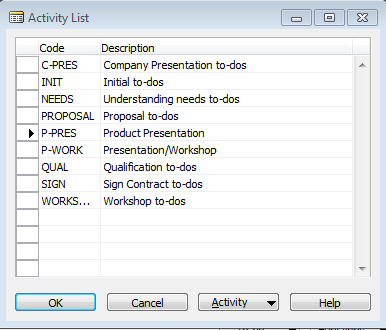 Activity List
Code Description
C-PRES Company Presentation to-dos
INIT Initial to-dos
NEEDS Understanding needs to-dos
PROPOSAL Proposal to-dos
P-PRES Product Presentation
P-WORK Presentation/Workshop
QUAL Qualification to-dos
SIGN Sign Contract to-dos
WORKS... Workshop to-dos
OK Cancel Activity Help